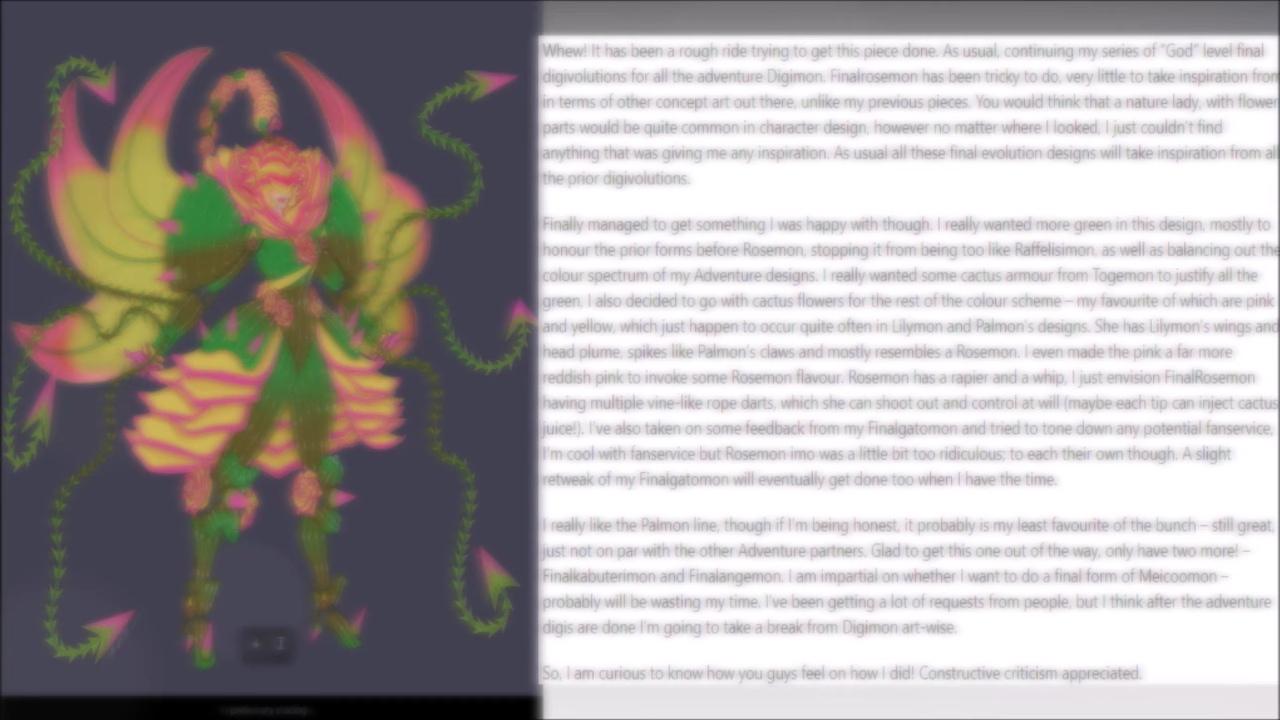 Whew! It has been a rough ride trying to get this piece done. As usual, continuing my series of "God" level final
digivolutions for all the adventure Digimon. Finalrosemon has been tricky to do, very little to take inspiration from
in terms of other concept art out there, unlike my previous pieces. You would think that a nature lady, with flower
parts would be quite common in character design, however no matter where I looked, I just couldn't find
anything that was giving me any inspiration. As usual all these final evolution designs will take inspiration from all
the prior digivolutions.
Finally managed to get something I was happy with though. I really wanted more green in this design, mostly to
honour the prior forms before Rosemon, stopping it from being too like Raffelisimon, as well as balancing out the
colour spectrum of my Adventure designs. I really wanted some cactus armour from Togemon to justify all the
green, I also decided to go with cactus flowers for the rest of the colour scheme – my favourite of which are pink
and yellow, which just happen to occur quite often in Lilymon and Palmon's designs. She has Lilymon's wings and
head plume, spikes like Palmon's claws and mostly resembles a Rosemon. I even made the pink a far more
reddish pink to invoke some Rosemon flavour. Rosemon has a rapier and a whip, I just envision FinalRosemon
having multiple vine-like rope darts, which she can shoot out and control at will (maybe each tip can inject cactus
juice!). I've also taken on some feedback from my Finalgatomon and tried to tone down any potential fanservice,
I'm cool with fanservice but Rosemon imo was a little bit too ridiculous; to each their own though. A slight
retweak of my Finalgatomon will eventually get done too when I have the time.
I really like the Palmon line, though if I'm being honest, it probably is my least favourite of the bunch – still great,
just not on par with the other Adventure partners. Glad to get this one out of the way, only have two more! –
Finalkabuterimon and Finalangemon. I am impartial on whether I want to do a final form of Meicoomon –
probably will be wasting my time. I've been getting a lot of requests from people, but I think after the adventure
digis are done I'm going to take a break from Digimon art-wise.
So, I am curious to know how you guys feel on how I did! Constructive criticism appreciated.